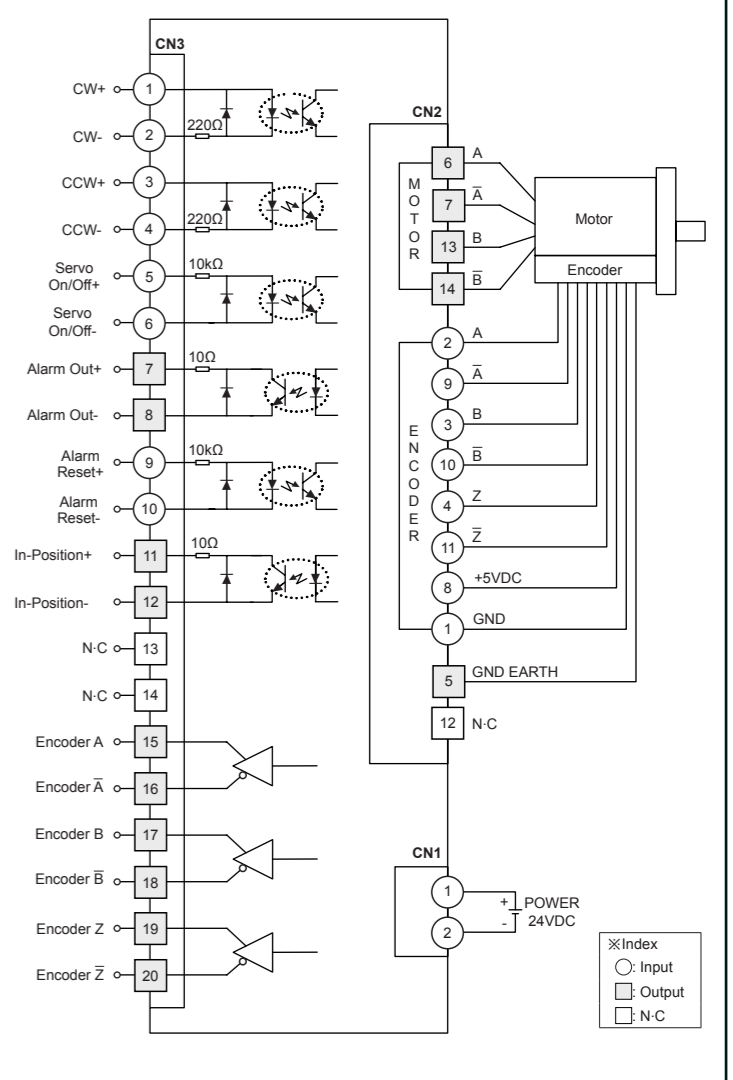 CN3
CW+ 1
CW- 2 220Ω
CCW+ 3
CCW- 4 220Ω
Servo
On/Off+ 5 10kΩ
Servo
On/Off- 6
Alarm Out+ 7 10Ω
Alarm Out- 8
Alarm
Reset+ 9 10kΩ
Alarm
Reset- 10
In-Position+ 11 10Ω
In-Position- 12
N·C 13
N·C 14
Encoder A 15
Encoder A̅ 16
Encoder B 17
Encoder B̅ 18
Encoder Z 19
Encoder Z̅ 20
CN2
MOTOR
6 A
7 A̅
13 B
14 B̅
Motor
Encoder
ENCODER
2 A
9 A̅
3 B
10 B̅
4 Z
11 Z̅
8 +5VDC
1 GND
5 GND EARTH
12 N·C
CN1
1
2
+ POWER
- 24VDC
※Index
: Input
: Output
: N·C